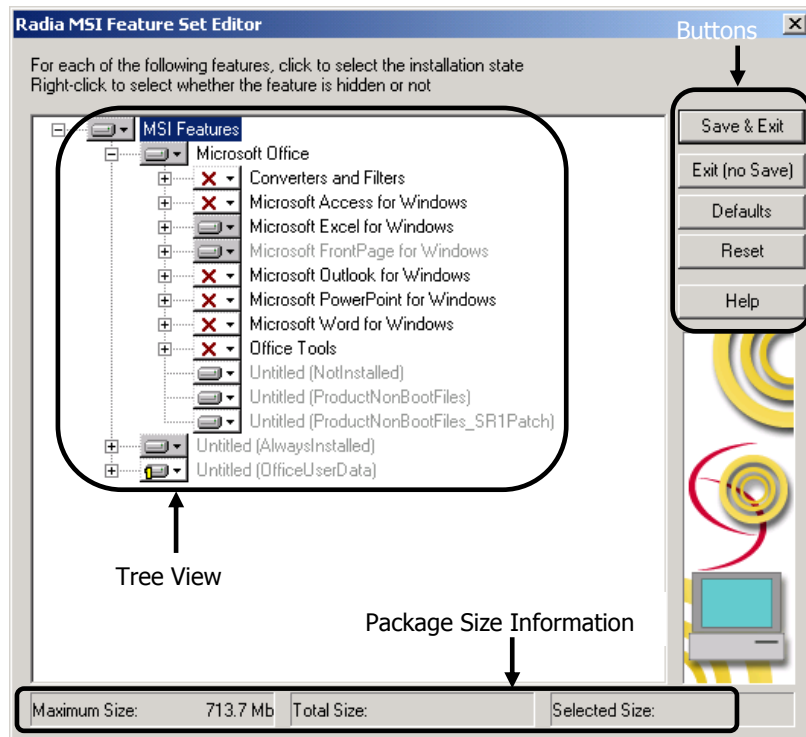 Radia MSI Feature Set Editor
Buttons
For each of the following features, click to select the installation state
Right-click to select whether the feature is hidden or not
MSI Features
Microsoft Office
Converters and Filters
Microsoft Access for Windows
Microsoft Excel for Windows
Microsoft FrontPage for Windows
Microsoft Outlook for Windows
Microsoft PowerPoint for Windows
Microsoft Word for Windows
Office Tools
Untitled (NotInstalled)
Untitled (ProductNonBootFiles)
Untitled (ProductNonBootFiles_SR1Patch)
Untitled (AlwaysInstalled)
Untitled (OfficeUserData)
Save & Exit
Exit (no Save)
Defaults
Reset
Help
Tree View
Package Size Information
Maximum Size: 713.7 Mb
Total Size:
Selected Size: